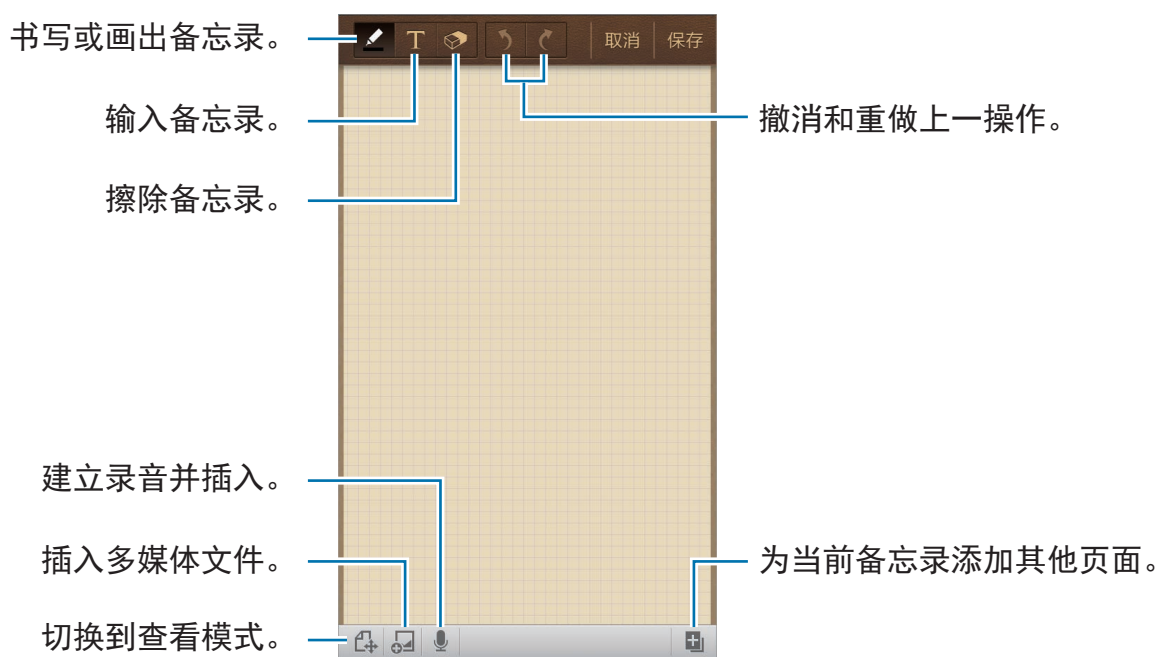 书写或画出备忘录。
T
取消
保存
输入备忘录。
撤消和重做上一操作。
擦除备忘录。
建立录音并插入。
插入多媒体文件。
为当前备忘录添加其他页面。
切换到查看模式。